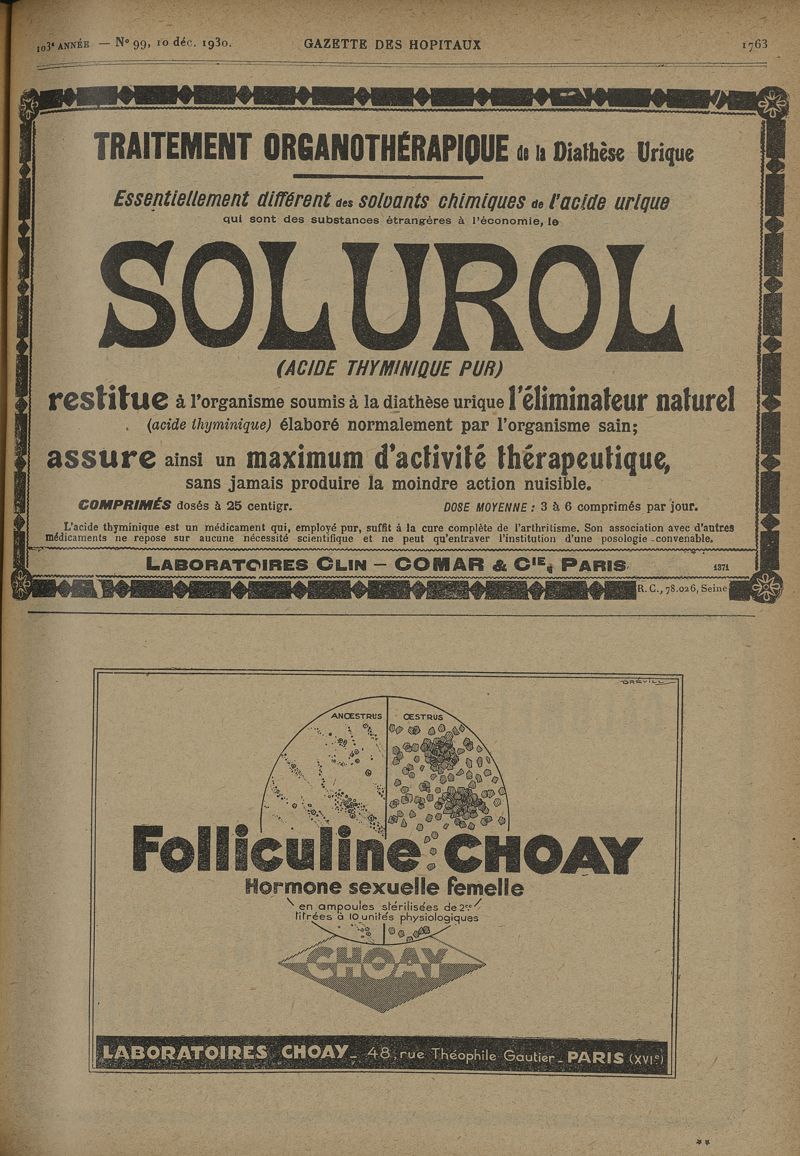 103e ANNÉE — N° 99, 10 déc. 1930. GAZETTE DES HOPITAUX 1763
TRAITEMENT ORGANOTHÉRAPIQUE de la Diathèse Urique
Essentiellement différent des solvants chimiques de l'acide urique
qui sont des substances étrangères à l'économie, le
SOLUROL
(ACIDE THYMINIQUE PUR)
restitue à l'organisme soumis à la diathèse urique l'éliminateur naturel
(acide thyminique) élaboré normalement par l'organisme sain;
assure ainsi un maximum d'activité thérapeutique,
sans jamais produire la moindre action nuisible.
COMPRIMÉS dosés à 25 centigr. DOSE MOYENNE : 3 à 6 comprimés par jour.
L'acide thyminique est un médicament qui, employé pur, suffit à la cure complète de l'arthritisme. Son association avec d'autres
médicaments ne repose sur aucune nécessité scientifique et ne peut qu'entraver l'institution d'une posologie convenable.
LABORATOIRES CLIN — COMAR & CIE, PARIS 1371
R. C., 78.026, Seine
ANŒSTRUS ŒSTRUS
Folliculine CHOAY
Hormone sexuelle femelle
en ampoules stérilisées de 2cc
titrées à 10 unités physiologiques
CHOAY
LABORATOIRES CHOAY_ 48, rue Théophile Gautier_ PARIS (XVIe)
**